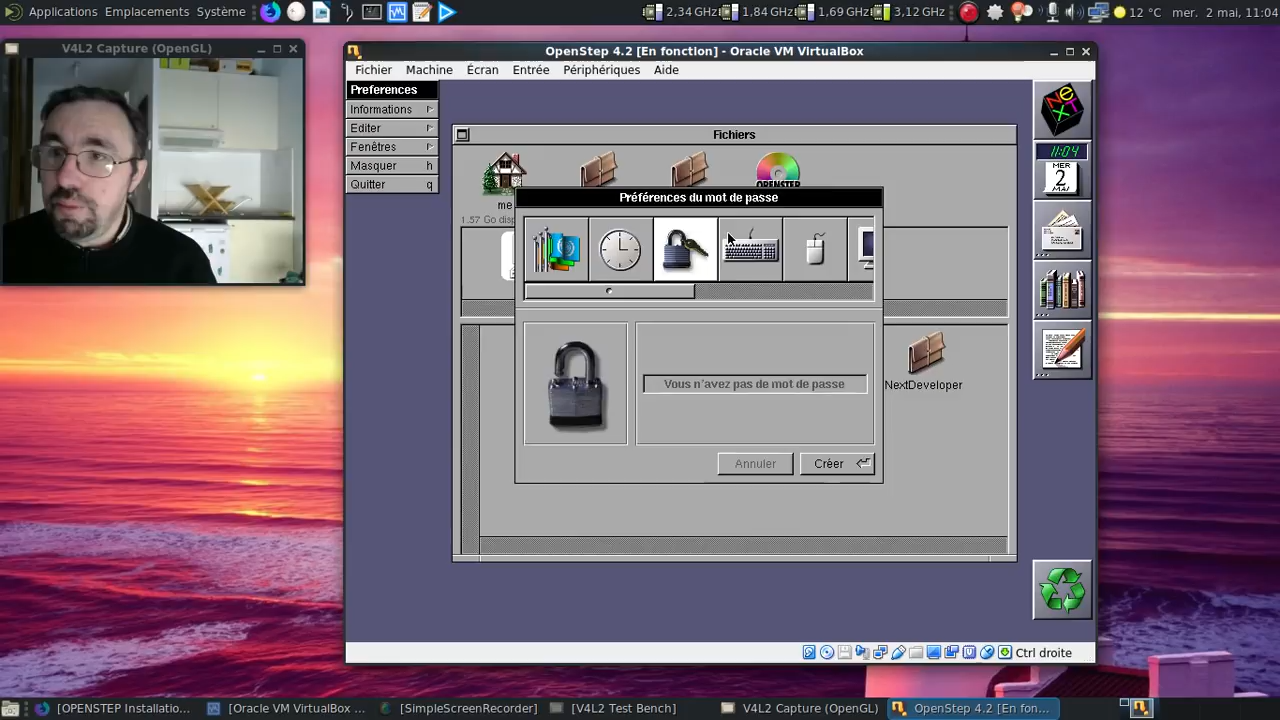 Applications Emplacements Système
2,34 GHz 1,84 GHz 1,69 GHz 3,12 GHz
12 °C mer. 2 mai, 11:04
V4L2 Capture (OpenGL)
OpenStep 4.2 [En fonction] - Oracle VM VirtualBox
Fichier Machine Écran Entrée Périphériques Aide
Preferences
Informations
Editer
Fenêtres
Masquer h
Quitter q
Fichiers
OPENSTEP
me
1.57 Go disp
Préférences du mot de passe
Vous n'avez pas de mot de passe
Annuler Créer
NextDeveloper
NeXT
11:04
MER
2
MAI
Ctrl droite
[OPENSTEP Installatio... [Oracle VM VirtualBox ... [SimpleScreenRecorder] [V4L2 Test Bench] V4L2 Capture (OpenGL) OpenStep 4.2 [En fon...